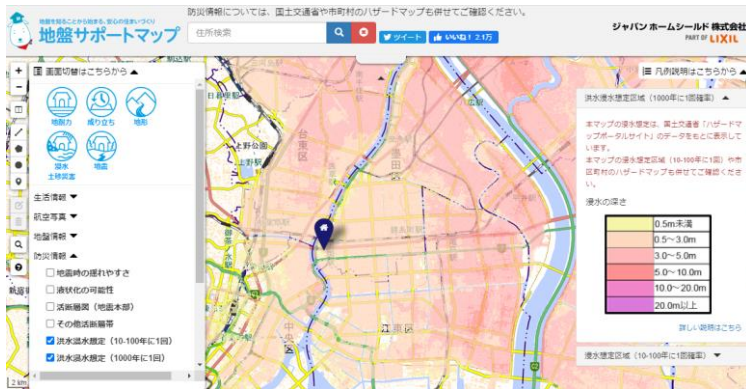 防災情報については、国土交通省や市町村のハザードマップも併せてご確認ください。
地盤を知ることから始まる、安心の住まいづくり
地盤サポートマップ
住所検索
ツイート
いいね! 2.1万
ジャパン ホームシールド 株式会社
PART OF LIXIL
画面切替はこちらから ▲
地耐力
成り立ち
地形
浸水
土砂災害
地震
生活情報 ▼
航空写真 ▼
地盤情報 ▼
防災情報 ▲
地震時の揺れやすさ
液状化の可能性
活断層図(地震本部)
その他活断層帯
洪水浸水想定(10-100年に1回)
洪水浸水想定(1000年に1回)
2 km
上野公園
上野駅
台東区
墨田区
江東区
中央区
凡例説明はこちらから ▲
洪水浸水想定区域(1000年に1回確率) ▲
本マップの浸水想定は、国土交通省「ハザードマ
ップポータルサイト」のデータをもとに表示して
います。
本マップの浸水想定区域(10-100年に1回)や市
区町村のハザードマップも併せてご確認くださ
い。
浸水の深さ
0.5m未満
0.5～3.0m
3.0～5.0m
5.0～10.0m
10.0～20.0m
20.0m以上
詳しい説明はこちら
浸水想定区域(10-100年に1回確率) ▼